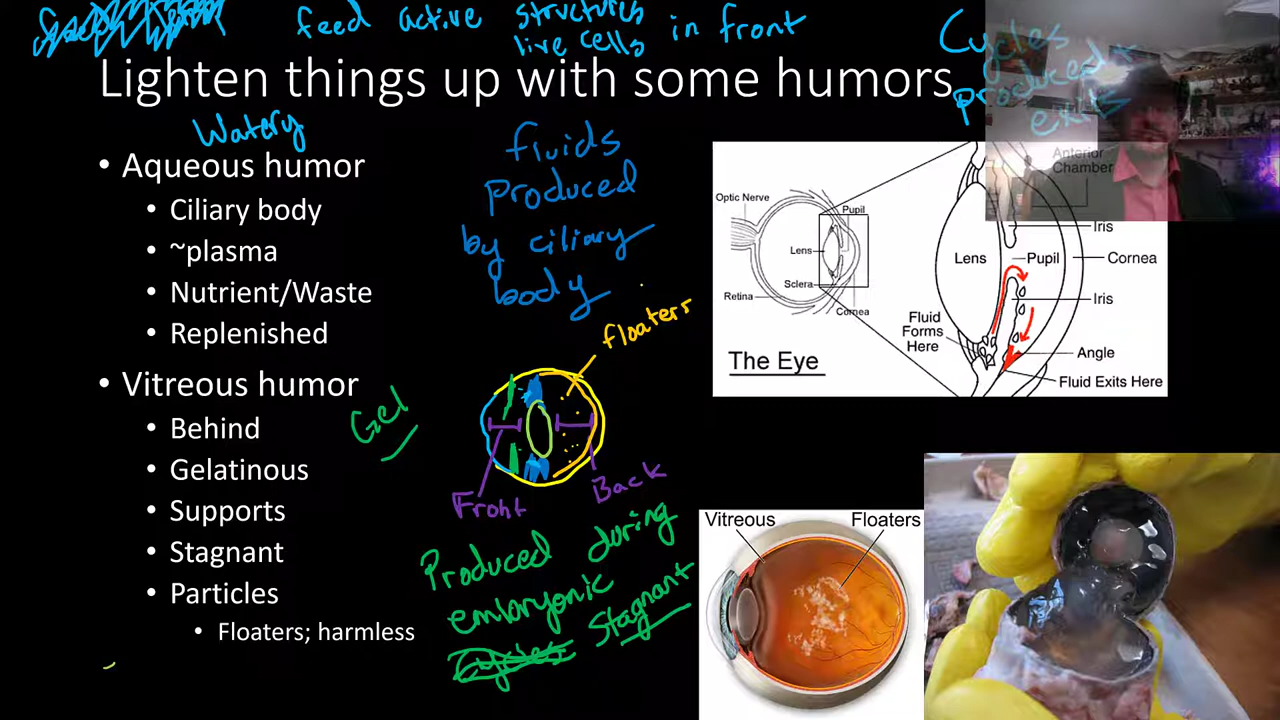 feed active structures
live cells in front
Cycles
produced
exits
Lighten things up with some humors
Watery
• Aqueous humor
• Ciliary body
• ~plasma
• Nutrient/Waste
• Replenished
• Vitreous humor
• Behind
• Gelatinous
• Supports
• Stagnant
• Particles
• Floaters; harmless
Gel
fluids
produced
by ciliary
body
floaters
Front
Back
Produced during
embryonic
Stagnant
Optic Nerve
Pupil
Lens
Sclera
Retina
Cornea
The Eye
Anterior
Chamber
Iris
Lens
Pupil
Cornea
Iris
Fluid
Forms
Here
Angle
Fluid Exits Here
Vitreous
Floaters